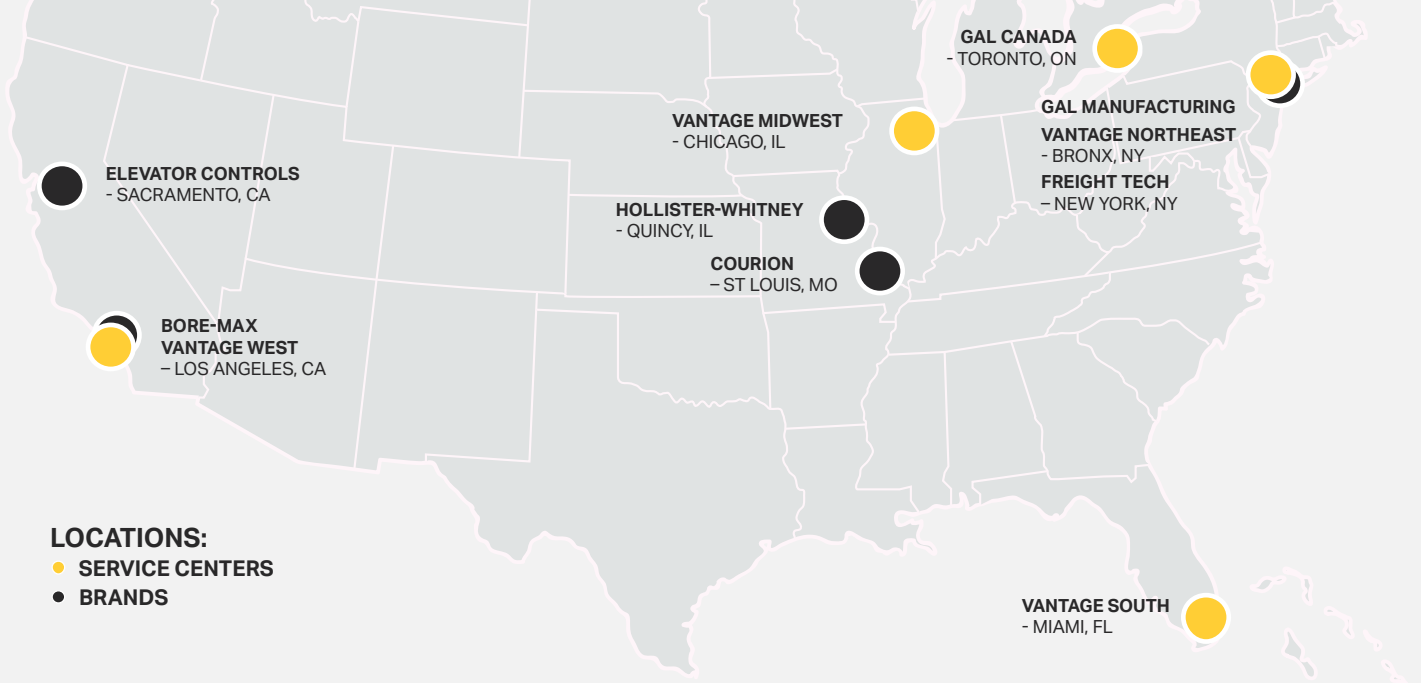 GAL CANADA
- TORONTO, ON
GAL MANUFACTURING
VANTAGE NORTHEAST
- BRONX, NY
FREIGHT TECH
– NEW YORK, NY
VANTAGE MIDWEST
- CHICAGO, IL
ELEVATOR CONTROLS
- SACRAMENTO, CA
HOLLISTER-WHITNEY
- QUINCY, IL
COURION
– ST LOUIS, MO
BORE-MAX
VANTAGE WEST
– LOS ANGELES, CA
LOCATIONS:
SERVICE CENTERS
BRANDS
VANTAGE SOUTH
- MIAMI, FL